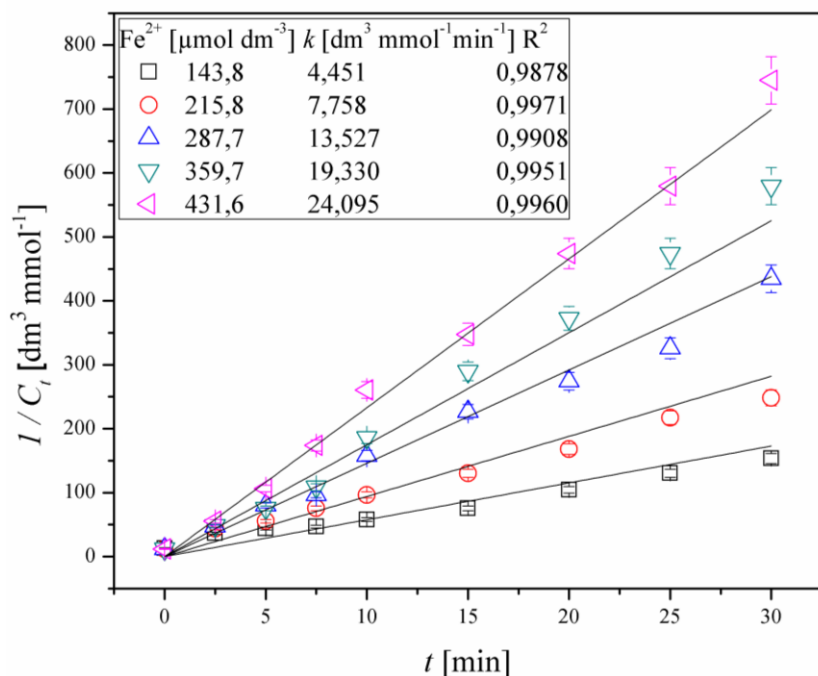 Fe²⁺ [μmol dm⁻³] k [dm³ mmol⁻¹min⁻¹] R²
143,8 4,451 0,9878
215,8 7,758 0,9971
287,7 13,527 0,9908
359,7 19,330 0,9951
431,6 24,095 0,9960
800
700
600
500
400
300
200
100
0
1 / Cₜ [dm³ mmol⁻¹]
0 5 10 15 20 25 30
t [min]